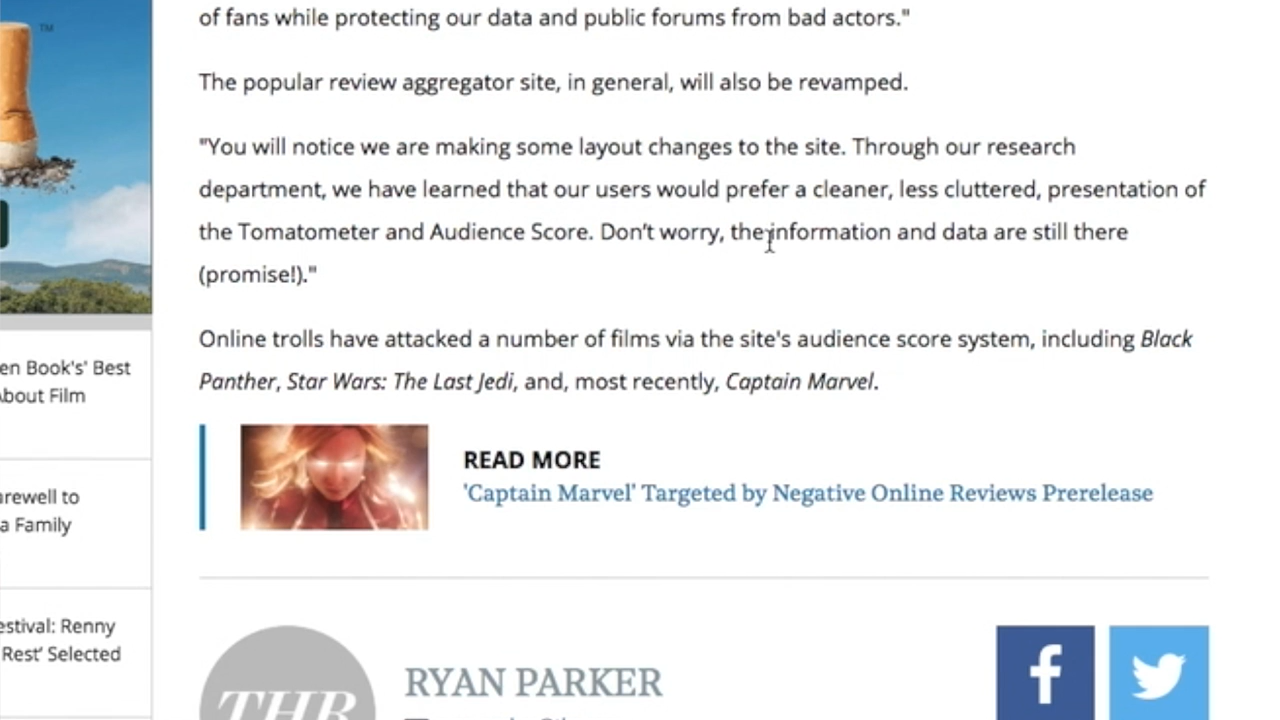 of fans while protecting our data and public forums from bad actors."
The popular review aggregator site, in general, will also be revamped.
"You will notice we are making some layout changes to the site. Through our research
department, we have learned that our users would prefer a cleaner, less cluttered, presentation of
the Tomatometer and Audience Score. Don't worry, the information and data are still there
(promise!)."
Online trolls have attacked a number of films via the site's audience score system, including Black
Panther, Star Wars: The Last Jedi, and, most recently, Captain Marvel.
READ MORE
'Captain Marvel' Targeted by Negative Online Reviews Prerelease
RYAN PARKER
THR
TM
en Book's' Best
About Film
arewell to
a Family
estival: Renny
Rest' Selected